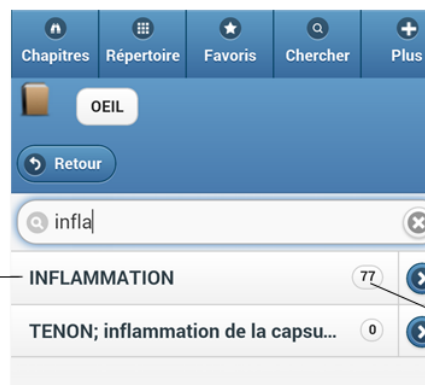 Chapitres Répertoire Favoris Chercher Plus
OEIL
Retour
infla
INFLAMMATION 77
TENON; inflammation de la capsu... 0